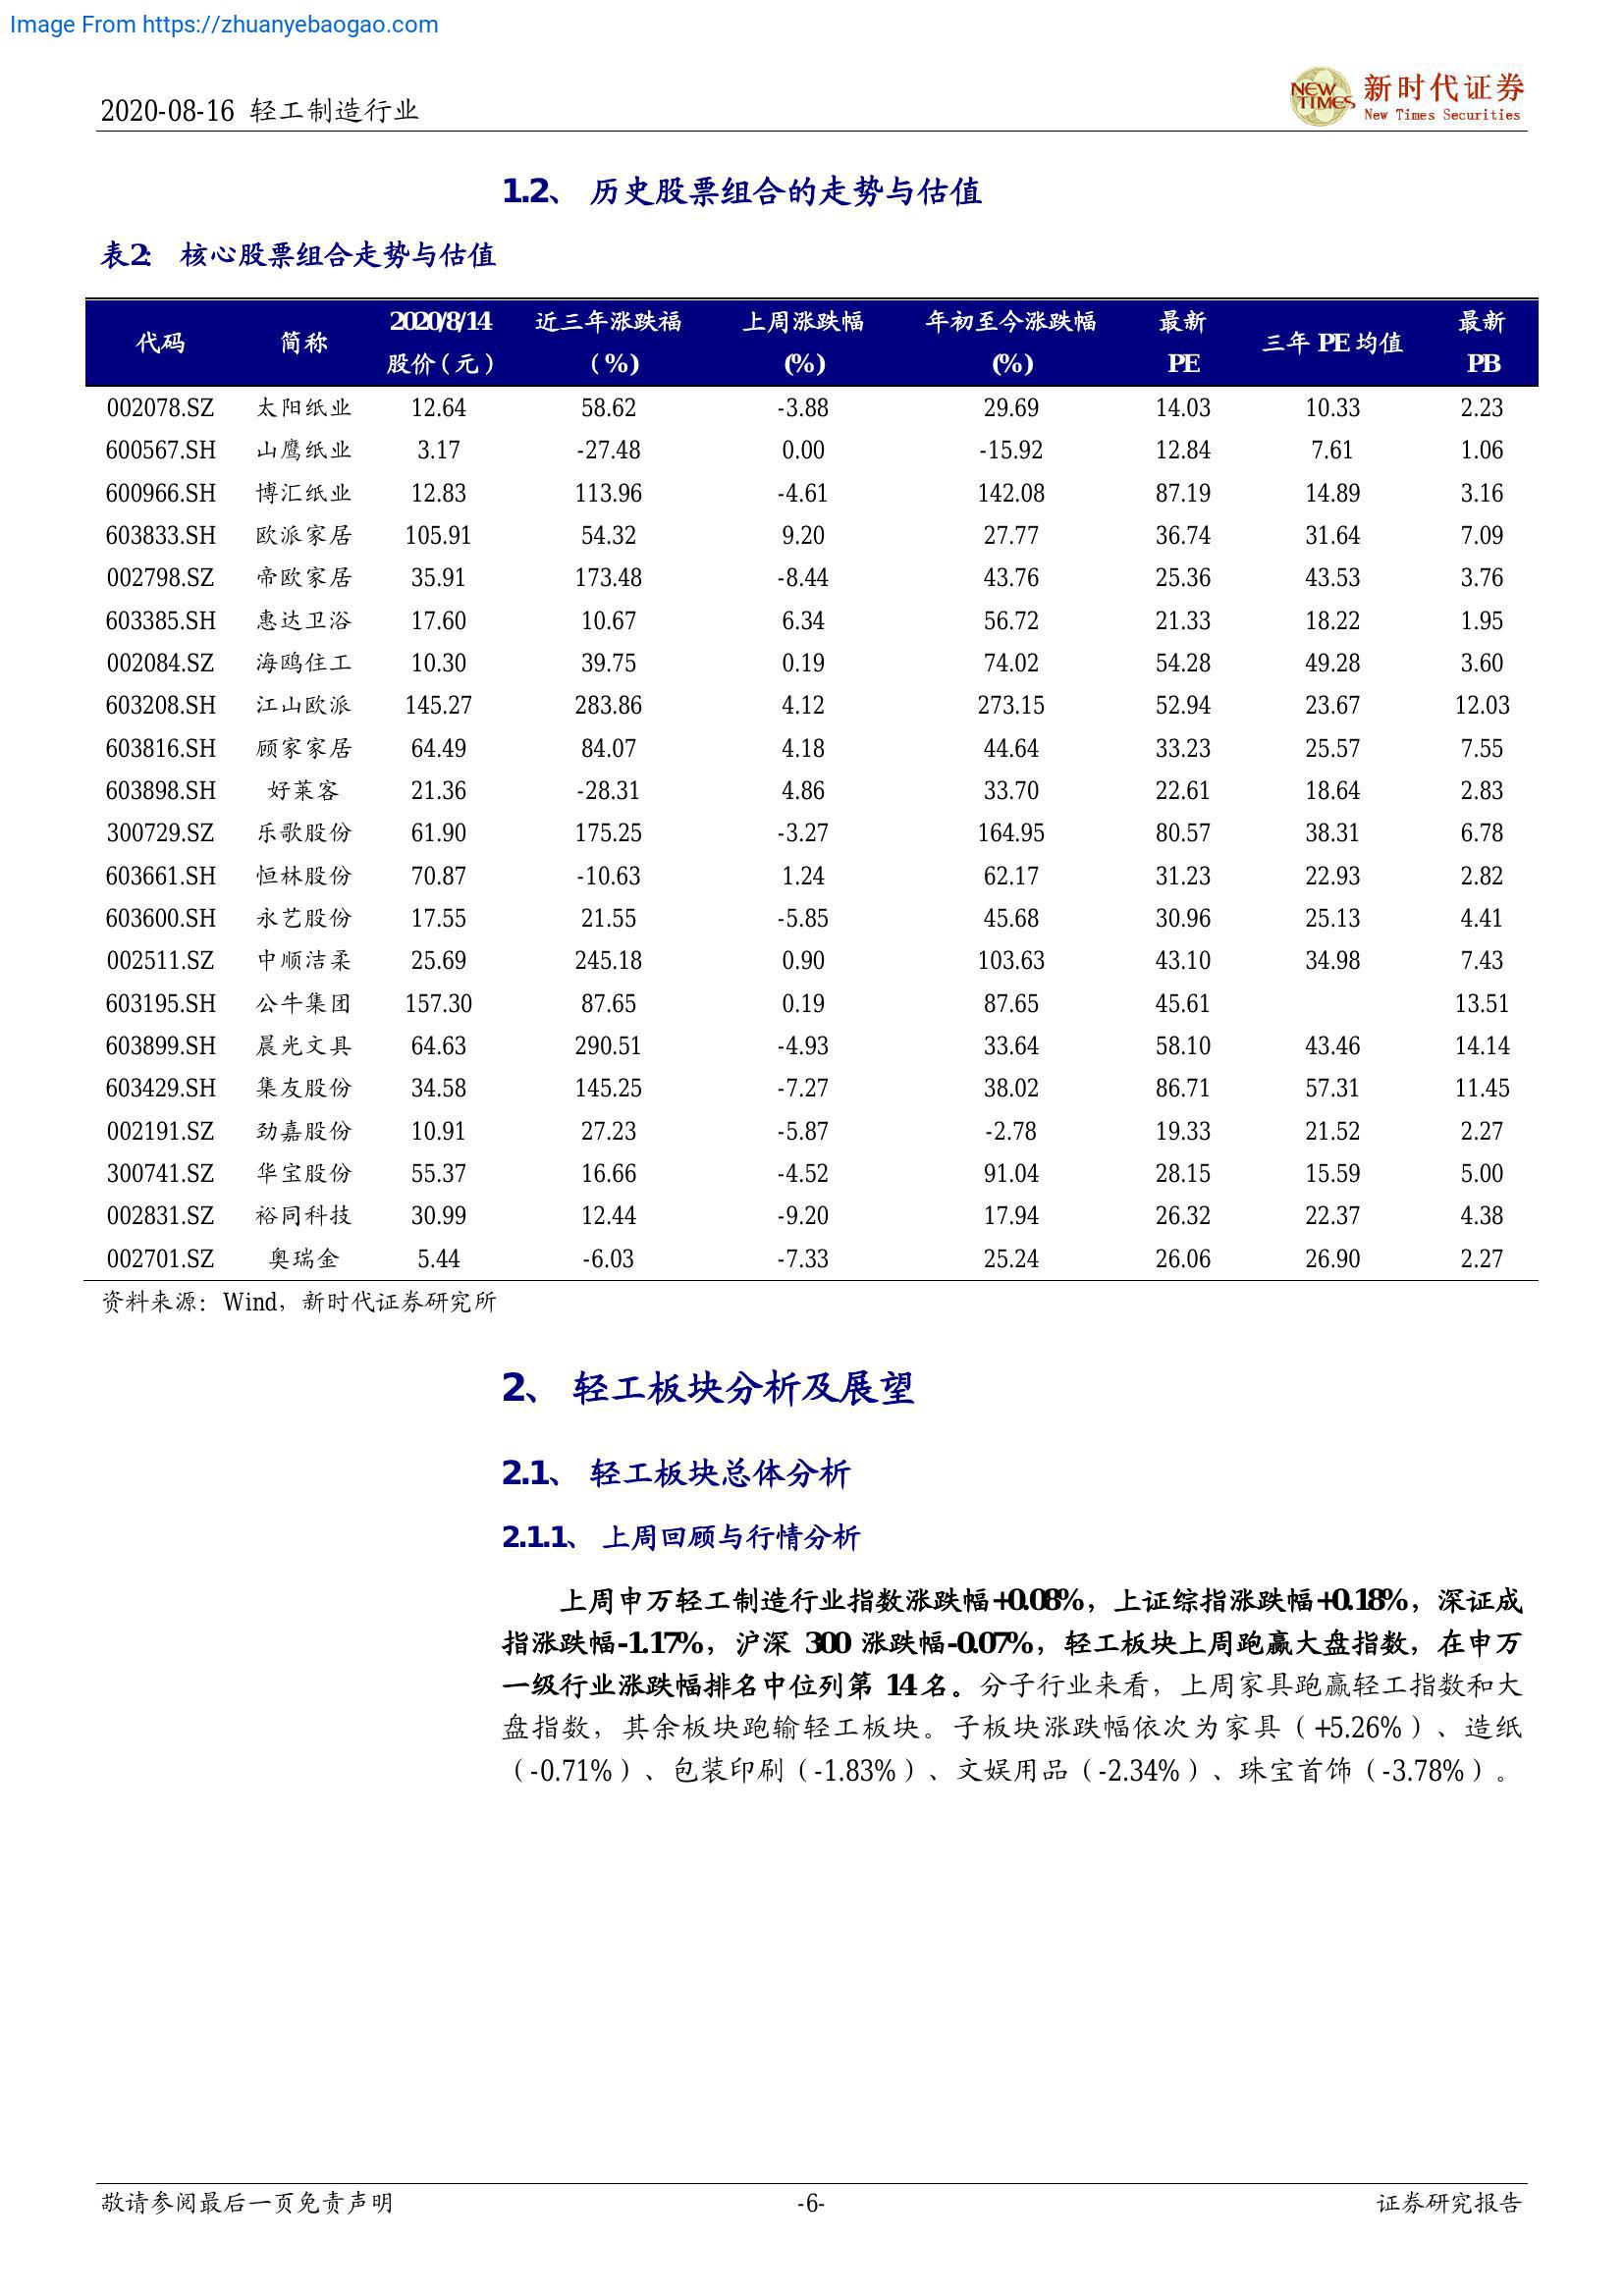 Image From https://zhuanyebaogao.com
2020-08-16 轻工制造行业
NEW TIMES 新时代证券
New Times Securities
1.2、 历史股票组合的走势与估值
表2: 核心股票组合走势与估值
代码 简称 2020/8/14 股价(元) 近三年涨跌福(%) 上周涨跌幅(%) 年初至今涨跌幅(%) 最新PE 三年 PE 均值 最新PB
002078.SZ 太阳纸业 12.64 58.62 -3.88 29.69 14.03 10.33 2.23
600567.SH 山鹰纸业 3.17 -27.48 0.00 -15.92 12.84 7.61 1.06
600966.SH 博汇纸业 12.83 113.96 -4.61 142.08 87.19 14.89 3.16
603833.SH 欧派家居 105.91 54.32 9.20 27.77 36.74 31.64 7.09
002798.SZ 帝欧家居 35.91 173.48 -8.44 43.76 25.36 43.53 3.76
603385.SH 惠达卫浴 17.60 10.67 6.34 56.72 21.33 18.22 1.95
002084.SZ 海鸥住工 10.30 39.75 0.19 74.02 54.28 49.28 3.60
603208.SH 江山欧派 145.27 283.86 4.12 273.15 52.94 23.67 12.03
603816.SH 顾家家居 64.49 84.07 4.18 44.64 33.23 25.57 7.55
603898.SH 好莱客 21.36 -28.31 4.86 33.70 22.61 18.64 2.83
300729.SZ 乐歌股份 61.90 175.25 -3.27 164.95 80.57 38.31 6.78
603661.SH 恒林股份 70.87 -10.63 1.24 62.17 31.23 22.93 2.82
603600.SH 永艺股份 17.55 21.55 -5.85 45.68 30.96 25.13 4.41
002511.SZ 中顺洁柔 25.69 245.18 0.90 103.63 43.10 34.98 7.43
603195.SH 公牛集团 157.30 87.65 0.19 87.65 45.61 13.51
603899.SH 晨光文具 64.63 290.51 -4.93 33.64 58.10 43.46 14.14
603429.SH 集友股份 34.58 145.25 -7.27 38.02 86.71 57.31 11.45
002191.SZ 劲嘉股份 10.91 27.23 -5.87 -2.78 19.33 21.52 2.27
300741.SZ 华宝股份 55.37 16.66 -4.52 91.04 28.15 15.59 5.00
002831.SZ 裕同科技 30.99 12.44 -9.20 17.94 26.32 22.37 4.38
002701.SZ 奥瑞金 5.44 -6.03 -7.33 25.24 26.06 26.90 2.27
资料来源：Wind，新时代证券研究所
2、 轻工板块分析及展望
2.1、 轻工板块总体分析
2.1.1、 上周回顾与行情分析
上周申万轻工制造行业指数涨跌幅+0.08%，上证综指涨跌幅+0.18%，深证成
指涨跌幅-1.17%，沪深 300 涨跌幅-0.07%，轻工板块上周跑赢大盘指数，在申万
一级行业涨跌幅排名中位列第 14 名。分子行业来看，上周家具跑赢轻工指数和大
盘指数，其余板块跑输轻工板块。子板块涨跌幅依次为家具（+5.26%）、造纸
（-0.71%）、包装印刷（-1.83%）、文娱用品（-2.34%）、珠宝首饰（-3.78%）。
敬请参阅最后一页免责声明 -6- 证券研究报告